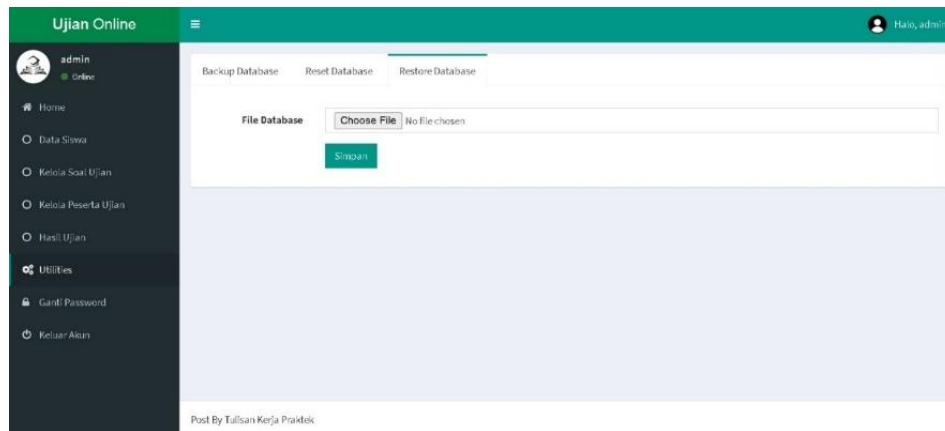 Ujian Online
Halo, admin
admin
Online
Home
Data Siswa
Kelola Soal Ujian
Kelola Peserta Ujian
Hasil Ujian
Utilities
Ganti Password
Keluar Akun
Backup Database Reset Database Restore Database
File Database Choose File No file chosen
Simpan
Post By Tulisan Kerja Praktek